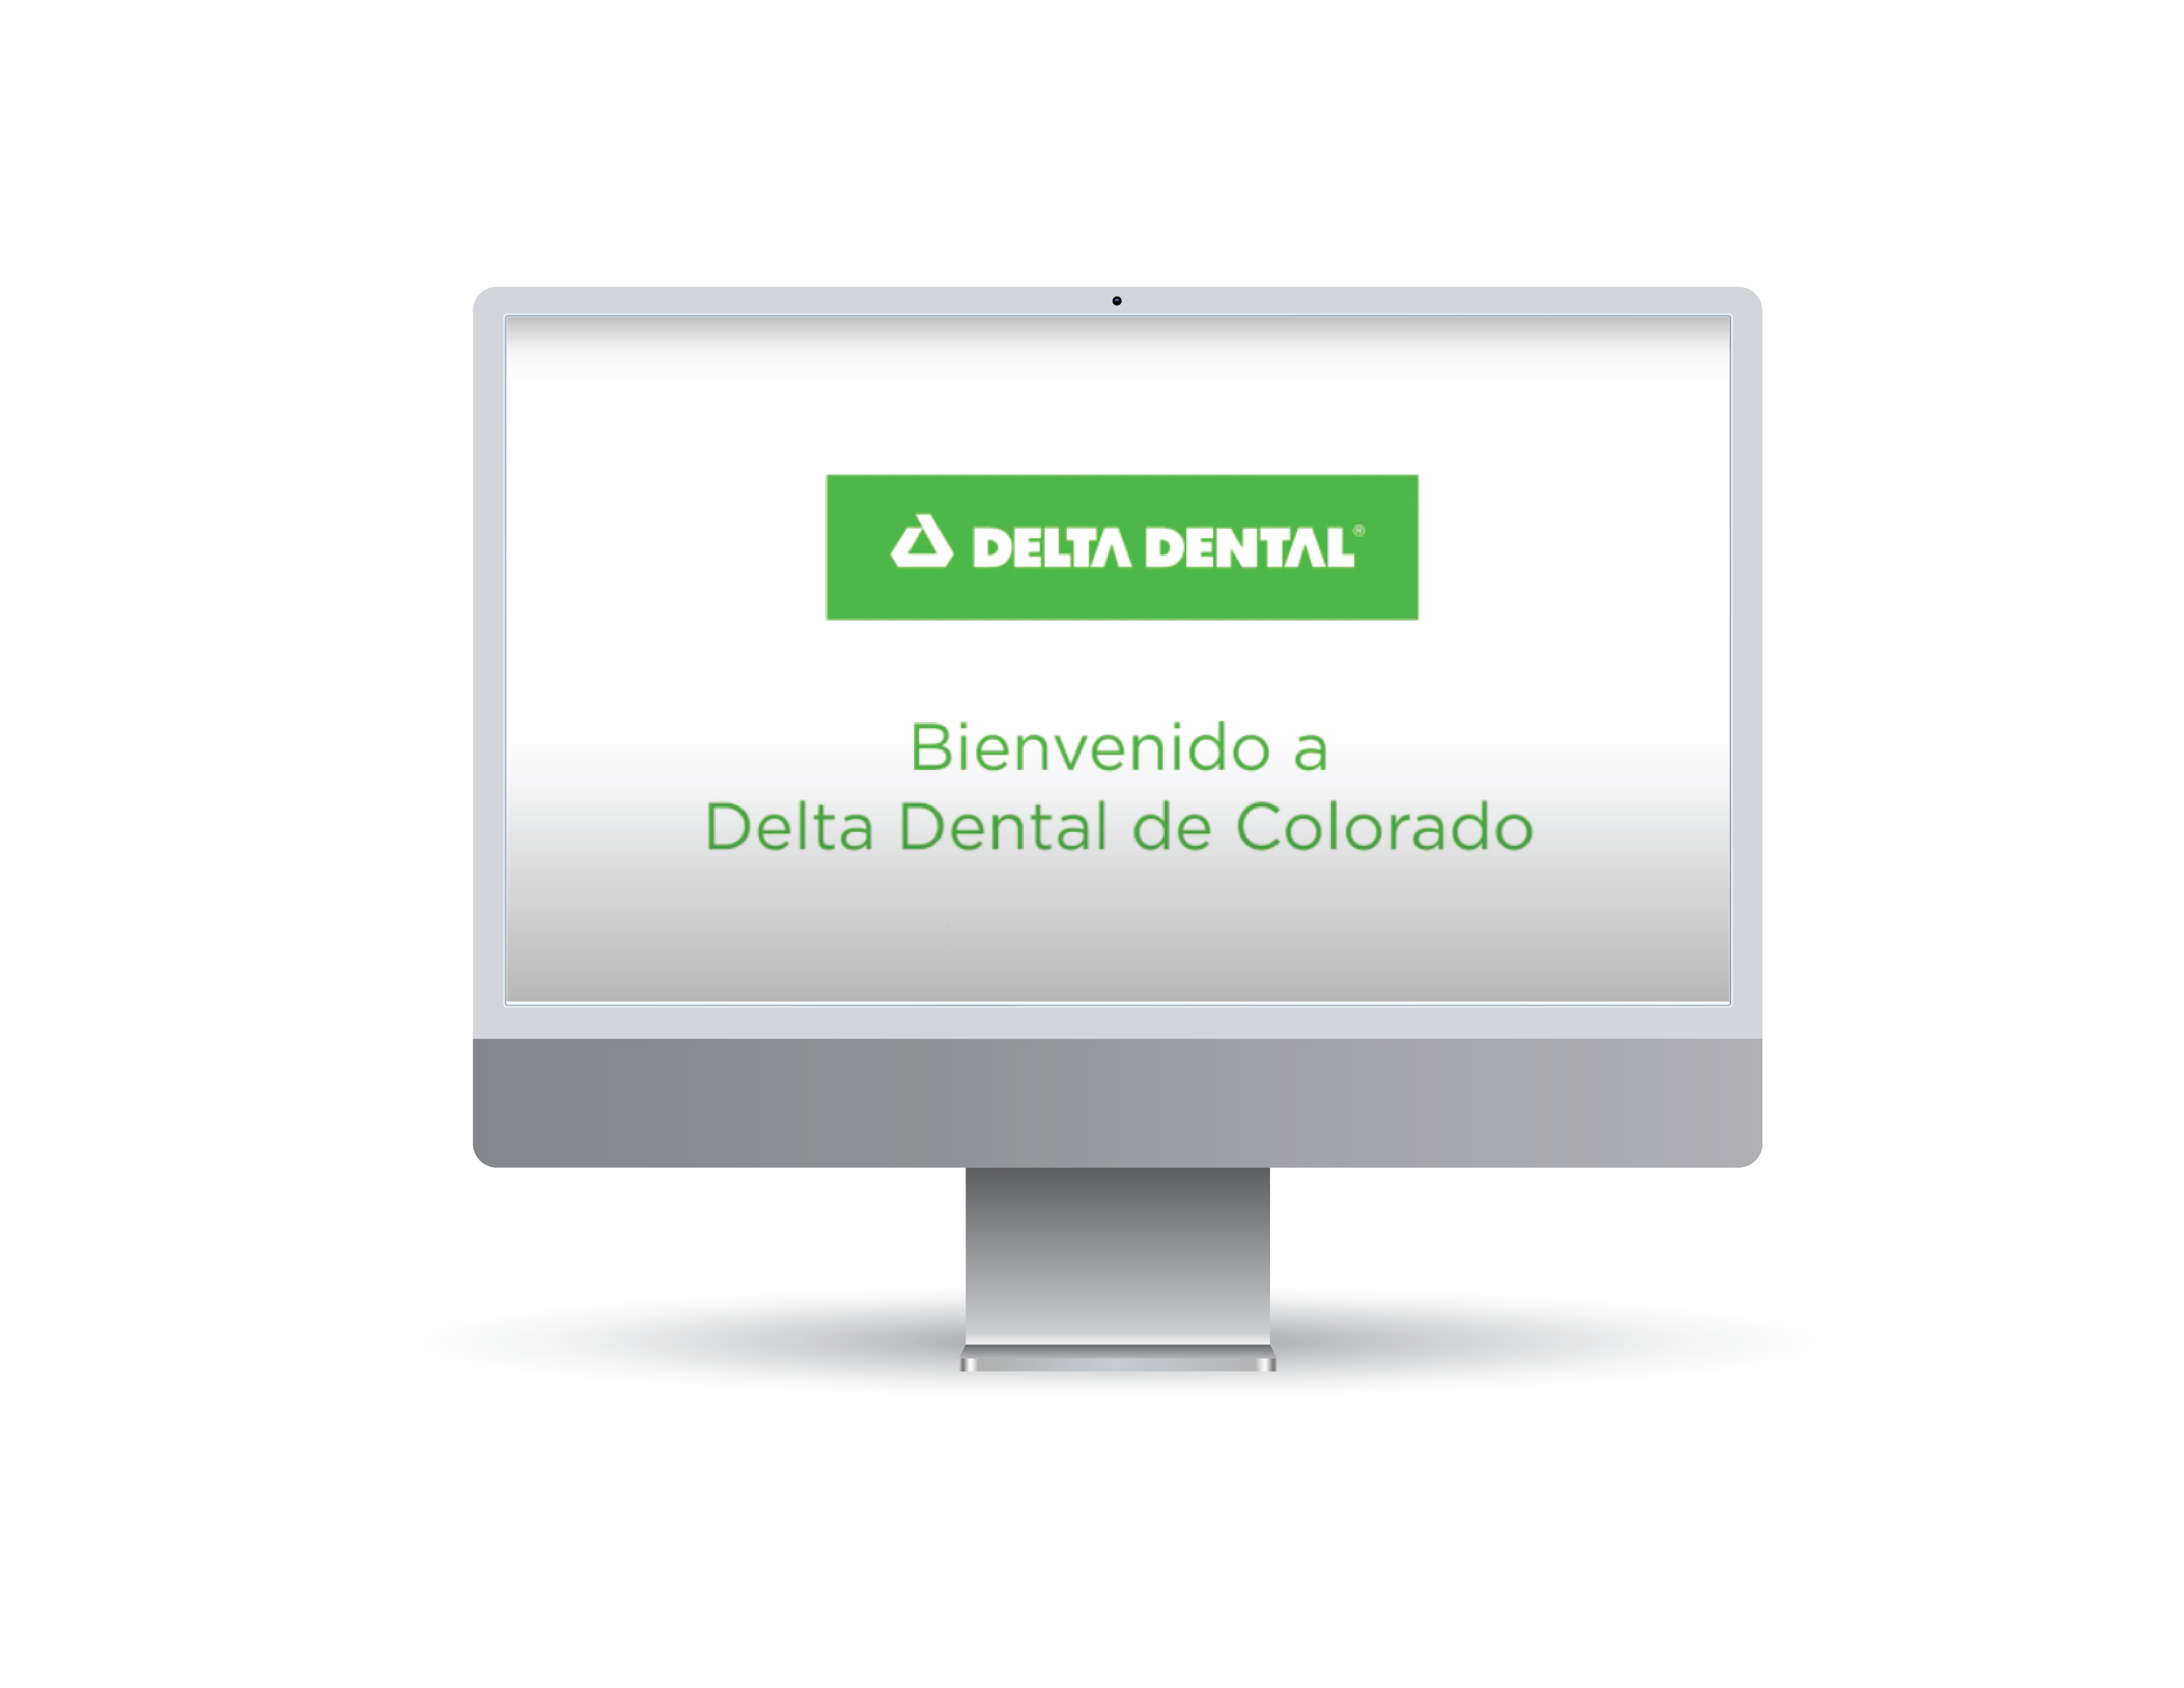 DELTA DENTAL®
Bienvenido a
Delta Dental de Colorado